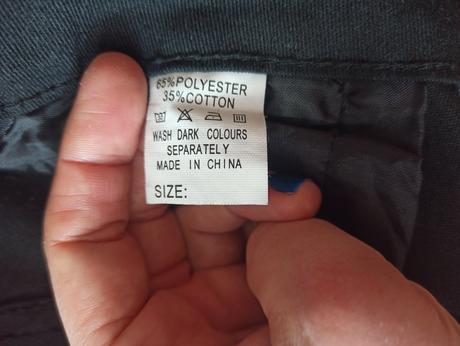 65%POLYESTER
35%COTTON
WASH DARK COLOURS
SEPARATELY
MADE IN CHINA
SIZE: